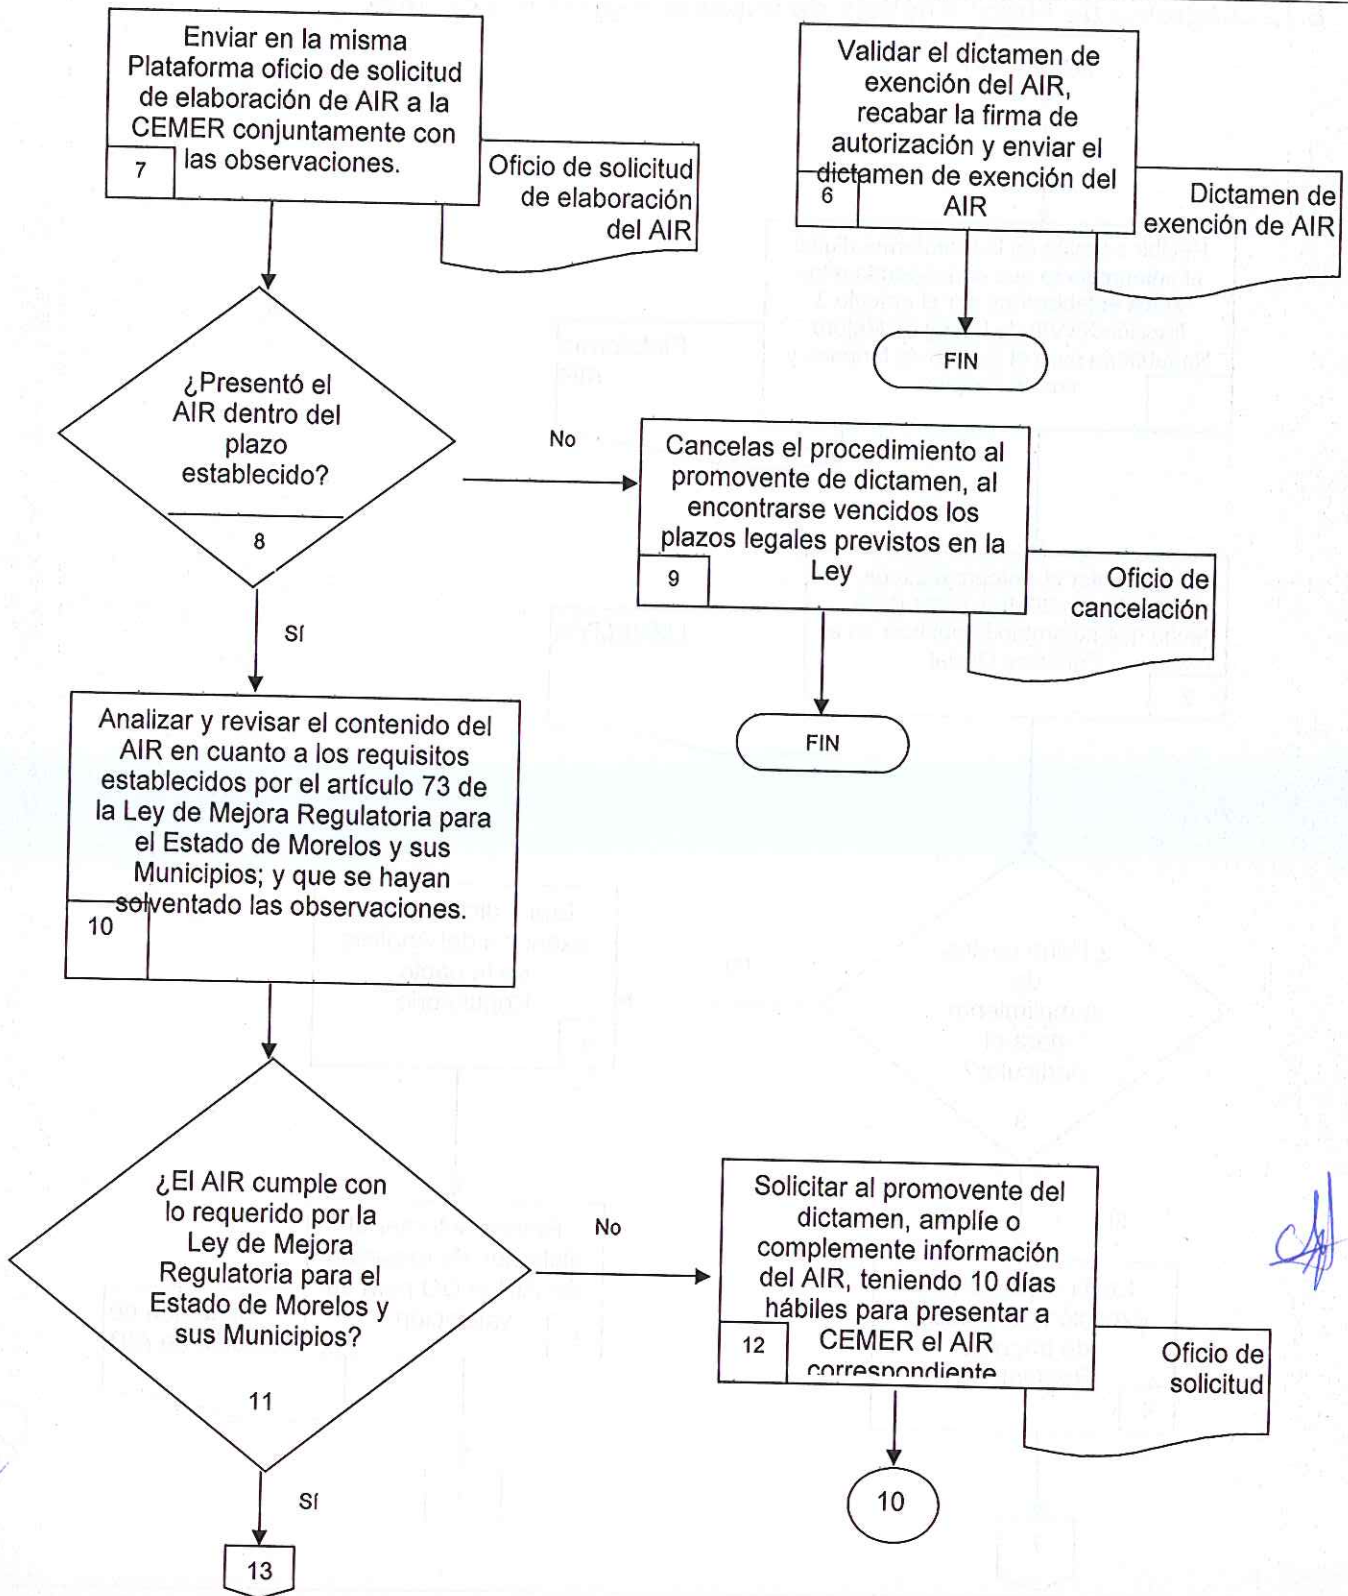 Enviar en la misma
Plataforma oficio de solicitud
de elaboración de AIR a la
CEMER conjuntamente con
las observaciones.
7
Oficio de solicitud
de elaboración
del AIR
Validar el dictamen de
exención del AIR,
recabar la firma de
autorización y enviar el
dictamen de exención del
AIR
6
Dictamen de
exención de AIR
FIN
¿Presentó el
AIR dentro del
plazo
establecido?
8
No
Cancelas el procedimiento al
promovente de dictamen, al
encontrarse vencidos los
plazos legales previstos en la
Ley
9
Oficio de
cancelación
FIN
SÍ
Analizar y revisar el contenido del
AIR en cuanto a los requisitos
establecidos por el artículo 73 de
la Ley de Mejora Regulatoria para
el Estado de Morelos y sus
Municipios; y que se hayan
solventado las observaciones.
10
¿El AIR cumple con
lo requerido por la
Ley de Mejora
Regulatoria para el
Estado de Morelos y
sus Municipios?
11
No
Solicitar al promovente del
dictamen, amplíe o
complemente información
del AIR, teniendo 10 días
hábiles para presentar a
CEMER el AIR
correspondiente
12
Oficio de
solicitud
10
SÍ
13